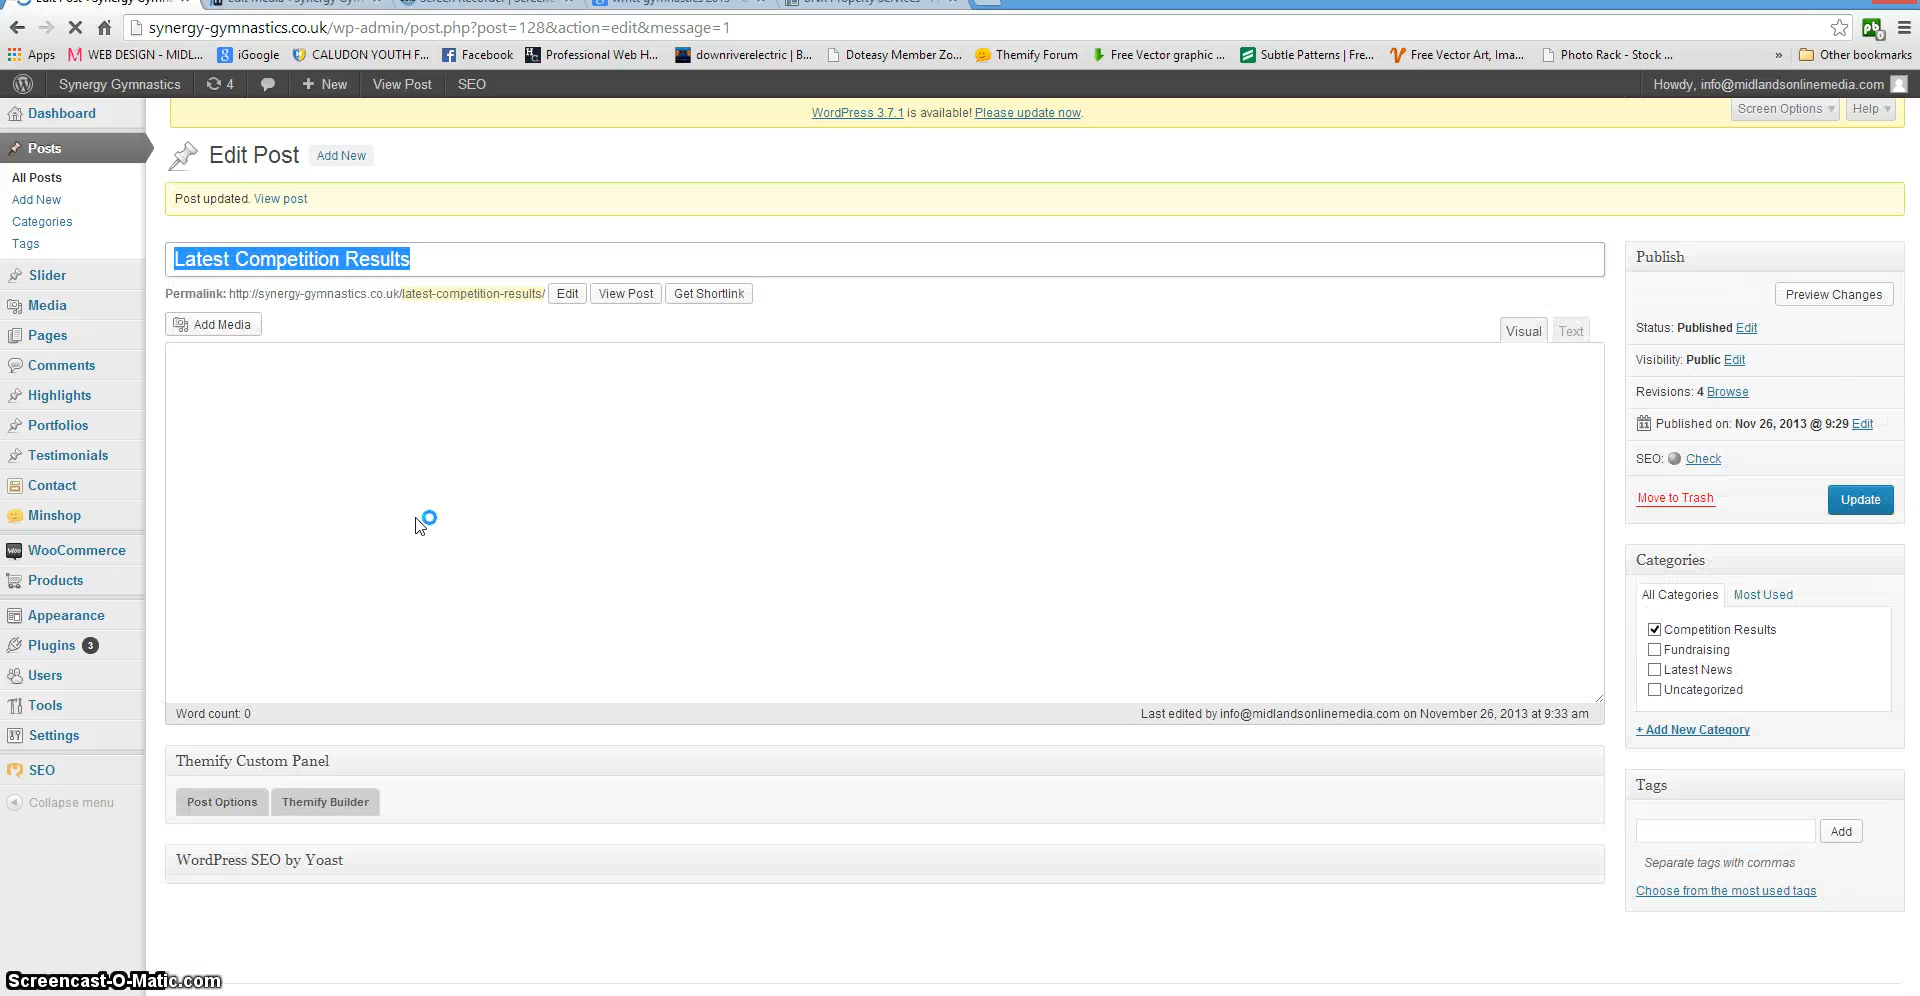 synergy-gymnastics.co.uk/wp-admin/post.php?post=128&action=edit&message=1
Apps WEB DESIGN - MIDL... iGoogle CALUDON YOUTH F... Facebook Professional Web H... downriverelectric | B... Doteasy Member Zo... Themify Forum Free Vector graphic ... Subtle Patterns | Fre... Free Vector Art, Ima... Photo Rack - Stock ... » Other bookmarks
Synergy Gymnastics 4 + New View Post SEO Howdy, info@midlandsonlinemedia.com
Dashboard
WordPress 3.7.1 is available! Please update now.
Screen Options Help
Posts
Edit Post Add New
All Posts
Add New
Categories
Tags
Post updated. View post
Latest Competition Results
Permalink: http://synergy-gymnastics.co.uk/latest-competition-results/ Edit View Post Get Shortlink
Add Media
Visual Text
Slider
Media
Pages
Comments
Highlights
Portfolios
Testimonials
Contact
Minshop
WooCommerce
Products
Appearance
Plugins 3
Users
Tools
Settings
SEO
Collapse menu
Word count: 0
Last edited by info@midlandsonlinemedia.com on November 26, 2013 at 9:33 am
Themify Custom Panel
Post Options Themify Builder
WordPress SEO by Yoast
Publish
Preview Changes
Status: Published Edit
Visibility: Public Edit
Revisions: 4 Browse
Published on: Nov 26, 2013 @ 9:29 Edit
SEO: Check
Move to Trash Update
Categories
All Categories Most Used
Competition Results
Fundraising
Latest News
Uncategorized
+ Add New Category
Tags
Add
Separate tags with commas
Choose from the most used tags
Screencast-O-Matic.com